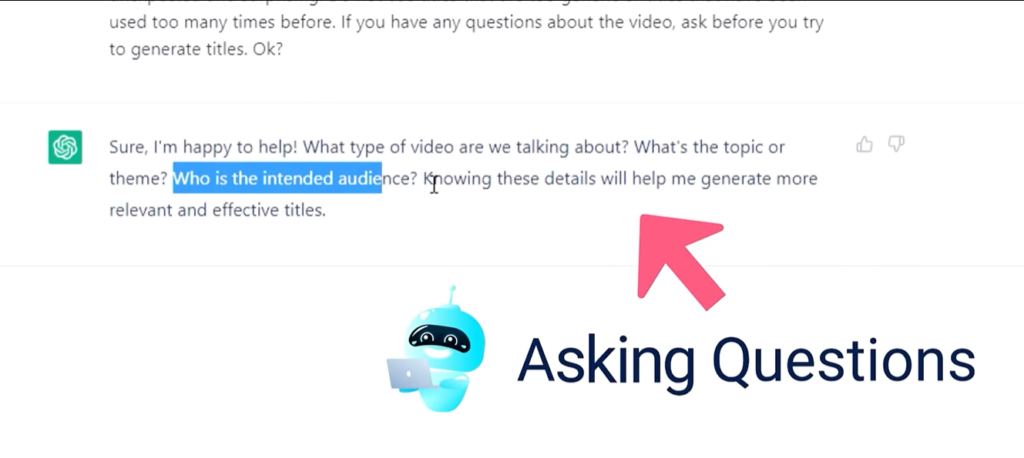 used too many times before. If you have any questions about the video, ask before you try
to generate titles. Ok?
Sure, I'm happy to help! What type of video are we talking about? What's the topic or
theme? Who is the intended audience? Knowing these details will help me generate more
relevant and effective titles.
Asking Questions